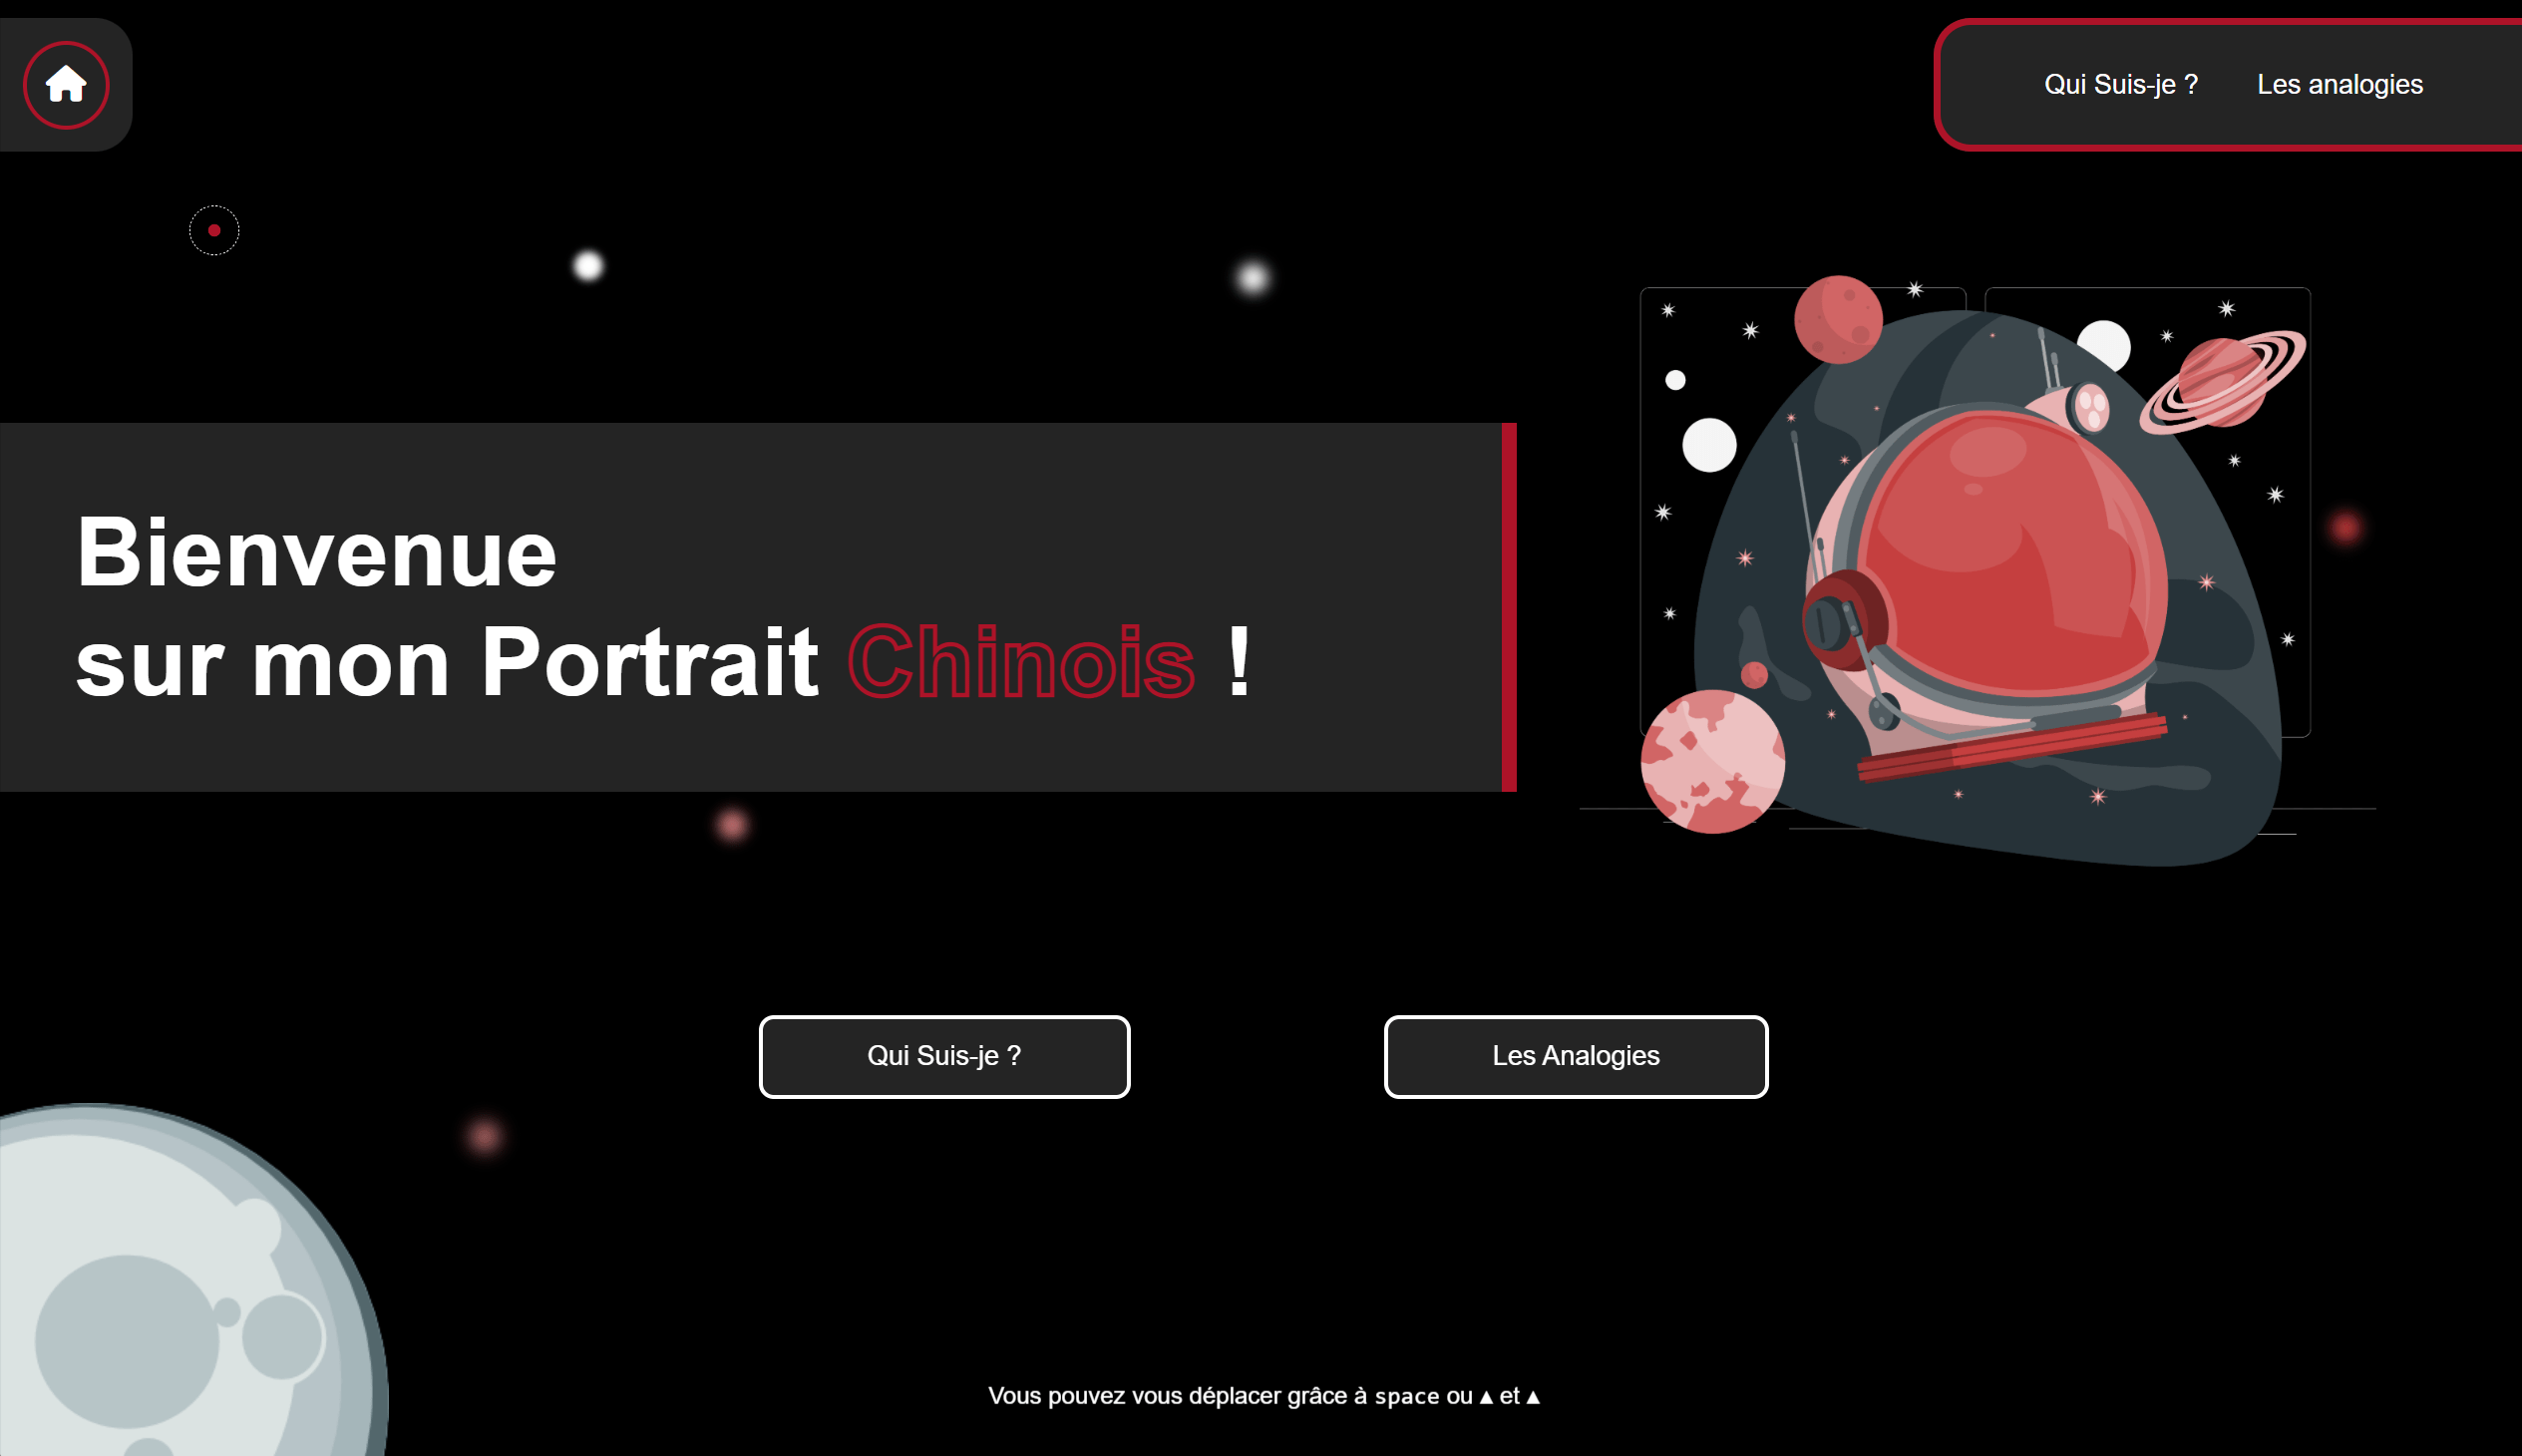 Qui Suis-je ? Les analogies
Bienvenue
sur mon Portrait Chinois !
Qui Suis-je ?
Les Analogies
Vous pouvez vous déplacer grâce à space ou ▴ et ▴